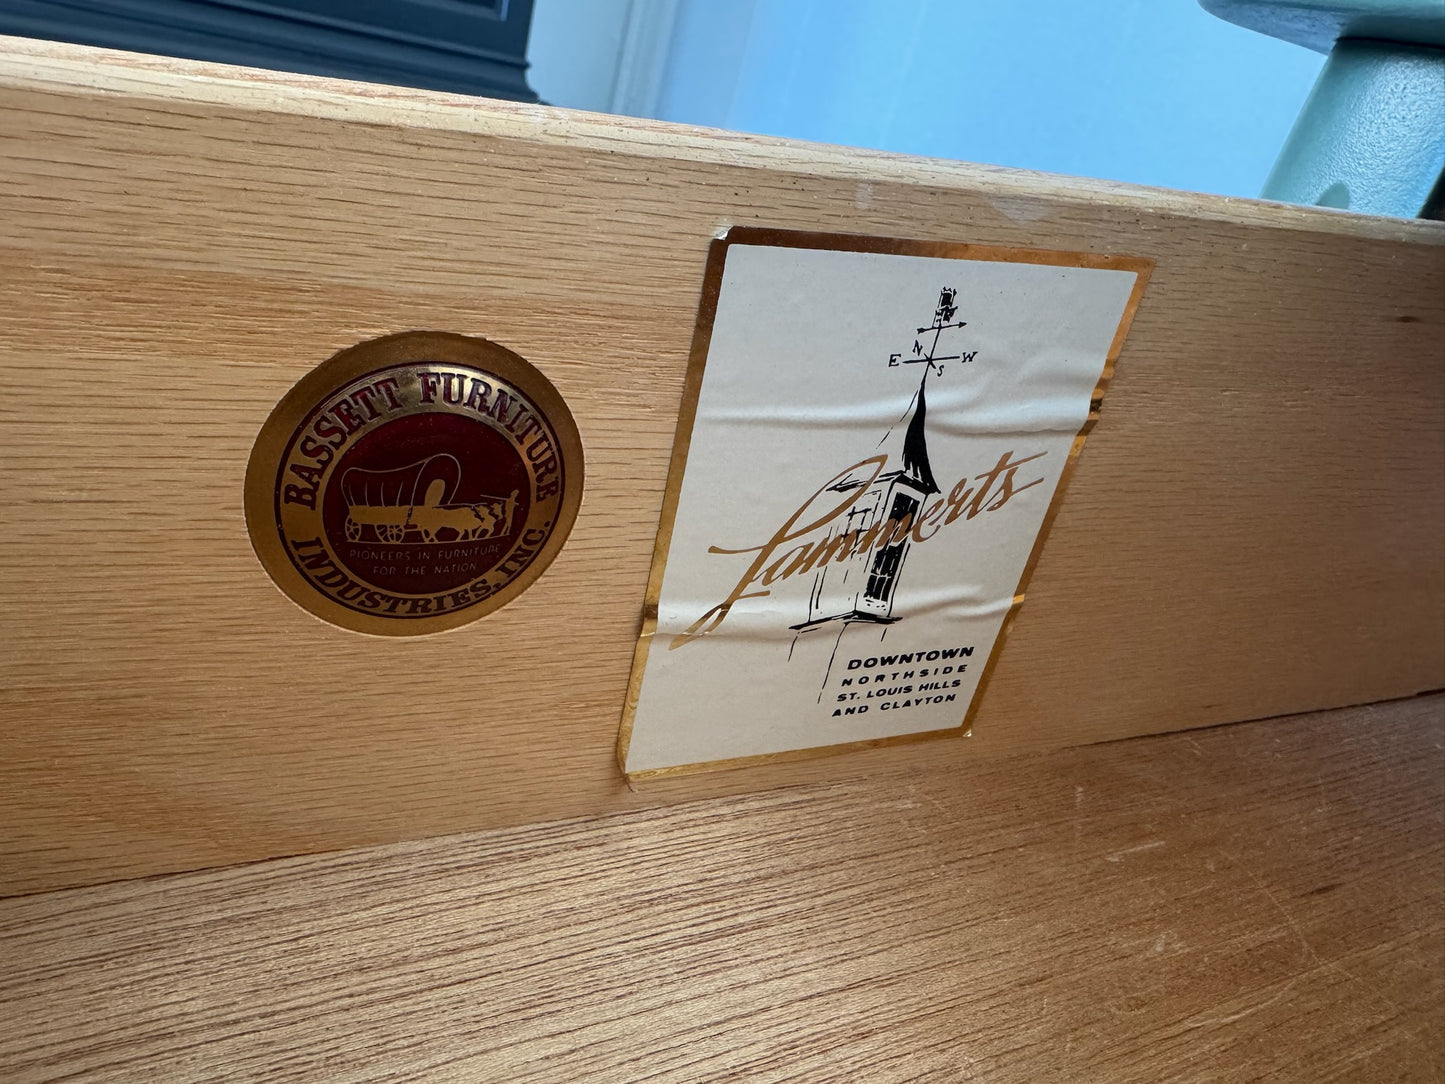 BASSETT FURNITURE
INDUSTRIES, INC.
PIONEERS IN FURNITURE
FOR THE NATION
N
E W
S
Lammerts
DOWNTOWN
NORTHSIDE
ST. LOUIS HILLS
AND CLAYTON